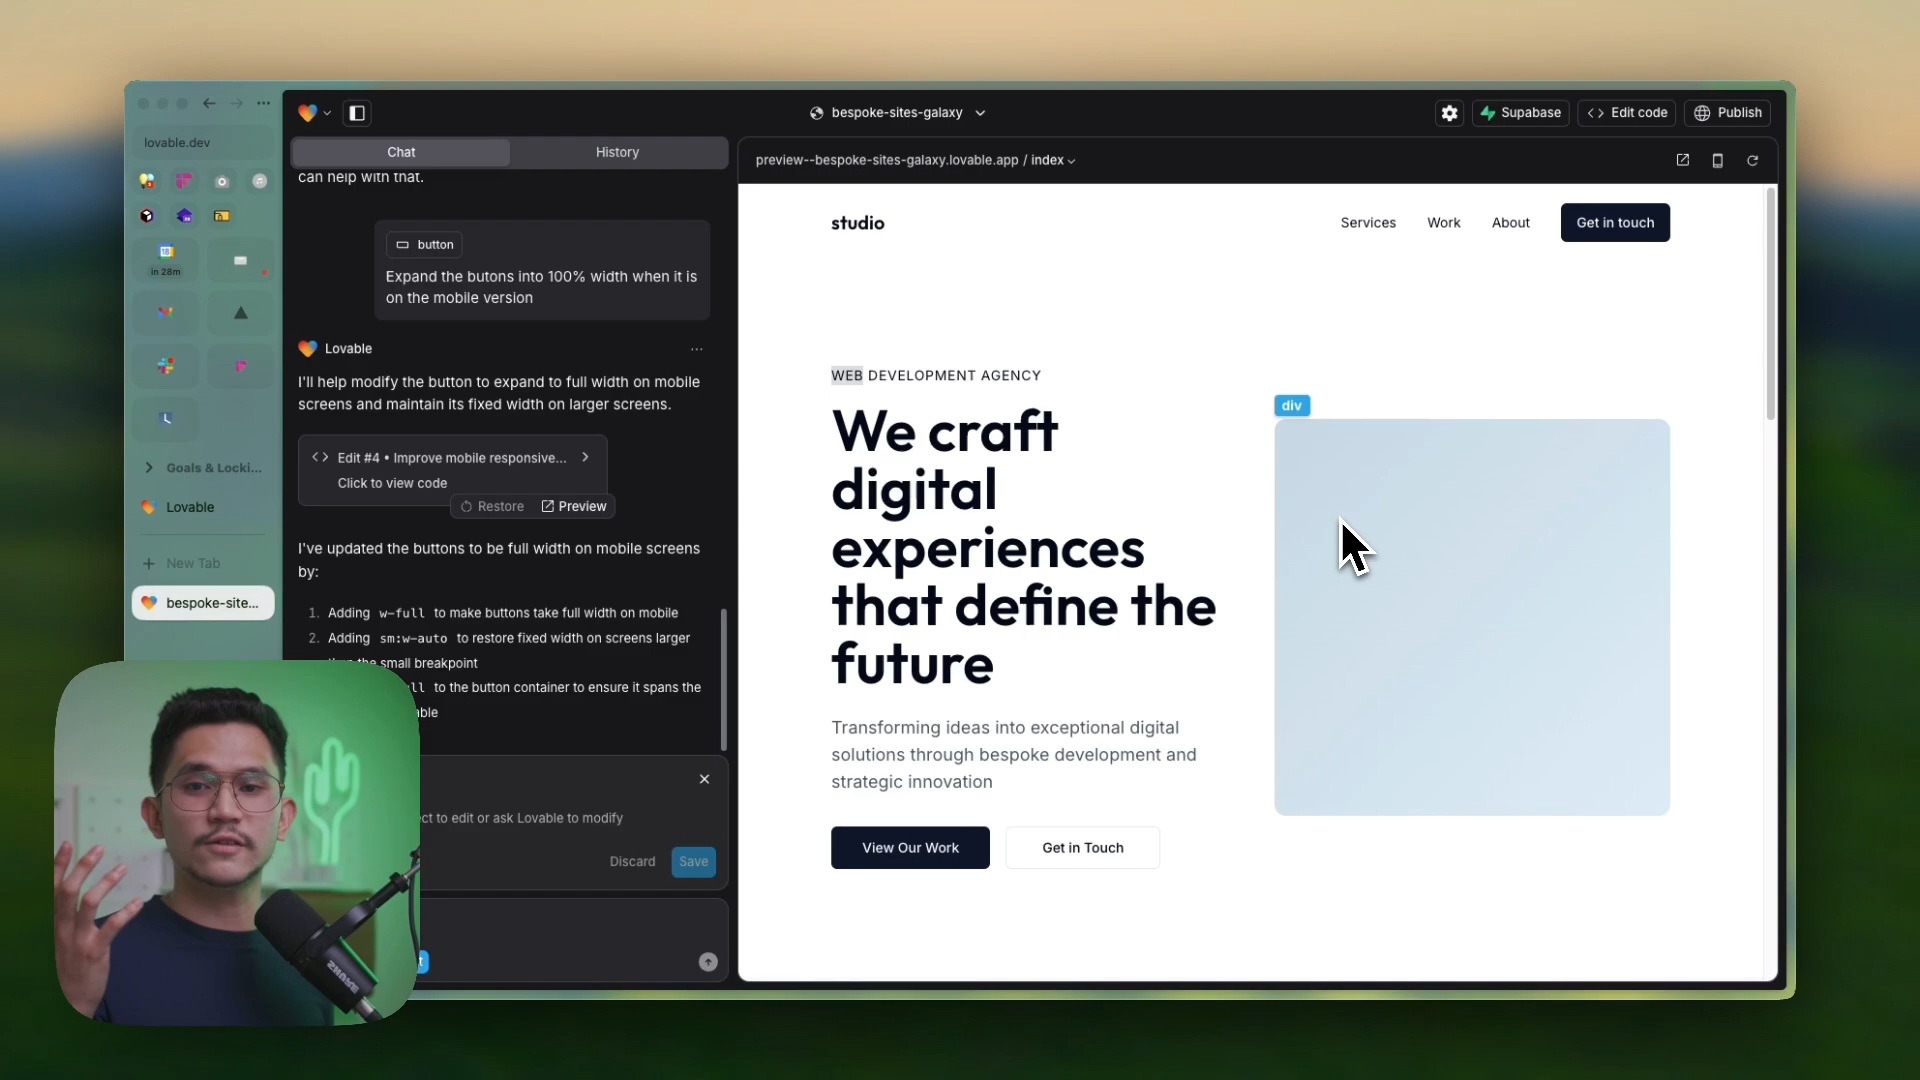 lovable.dev
in 28m
Goals & Locki...
Lovable
New Tab
bespoke-site...
bespoke-sites-galaxy
Supabase
Edit code
Publish
Chat
History
can help with that.
button
Expand the butons into 100% width when it is
on the mobile version
Lovable
I'll help modify the button to expand to full width on mobile
screens and maintain its fixed width on larger screens.
Edit #4 • Improve mobile responsive...
Click to view code
Restore
Preview
I've updated the buttons to be full width on mobile screens
by:
1. Adding w-full to make buttons take full width on mobile
2. Adding sm:w-auto to restore fixed width on screens larger
the small breakpoint
to the button container to ensure it spans the
ct to edit or ask Lovable to modify
Discard
Save
preview--bespoke-sites-galaxy.lovable.app / index
studio
Services
Work
About
Get in touch
WEB DEVELOPMENT AGENCY
div
We craft
digital
experiences
that define the
future
Transforming ideas into exceptional digital
solutions through bespoke development and
strategic innovation
View Our Work
Get in Touch
SHURE